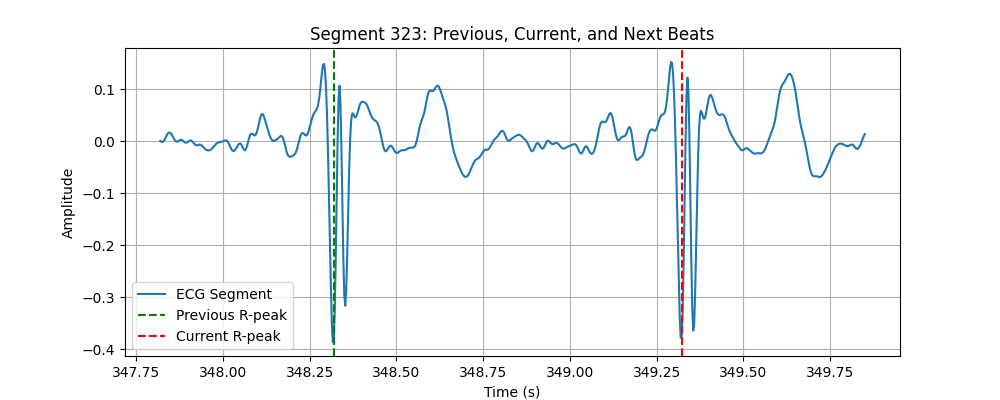 Segment 323: Previous, Current, and Next Beats
Amplitude
0.1
0.0
−0.1
−0.2
−0.3
−0.4
ECG Segment
Previous R-peak
Current R-peak
347.75 348.00 348.25 348.50 348.75 349.00 349.25 349.50 349.75
Time (s)